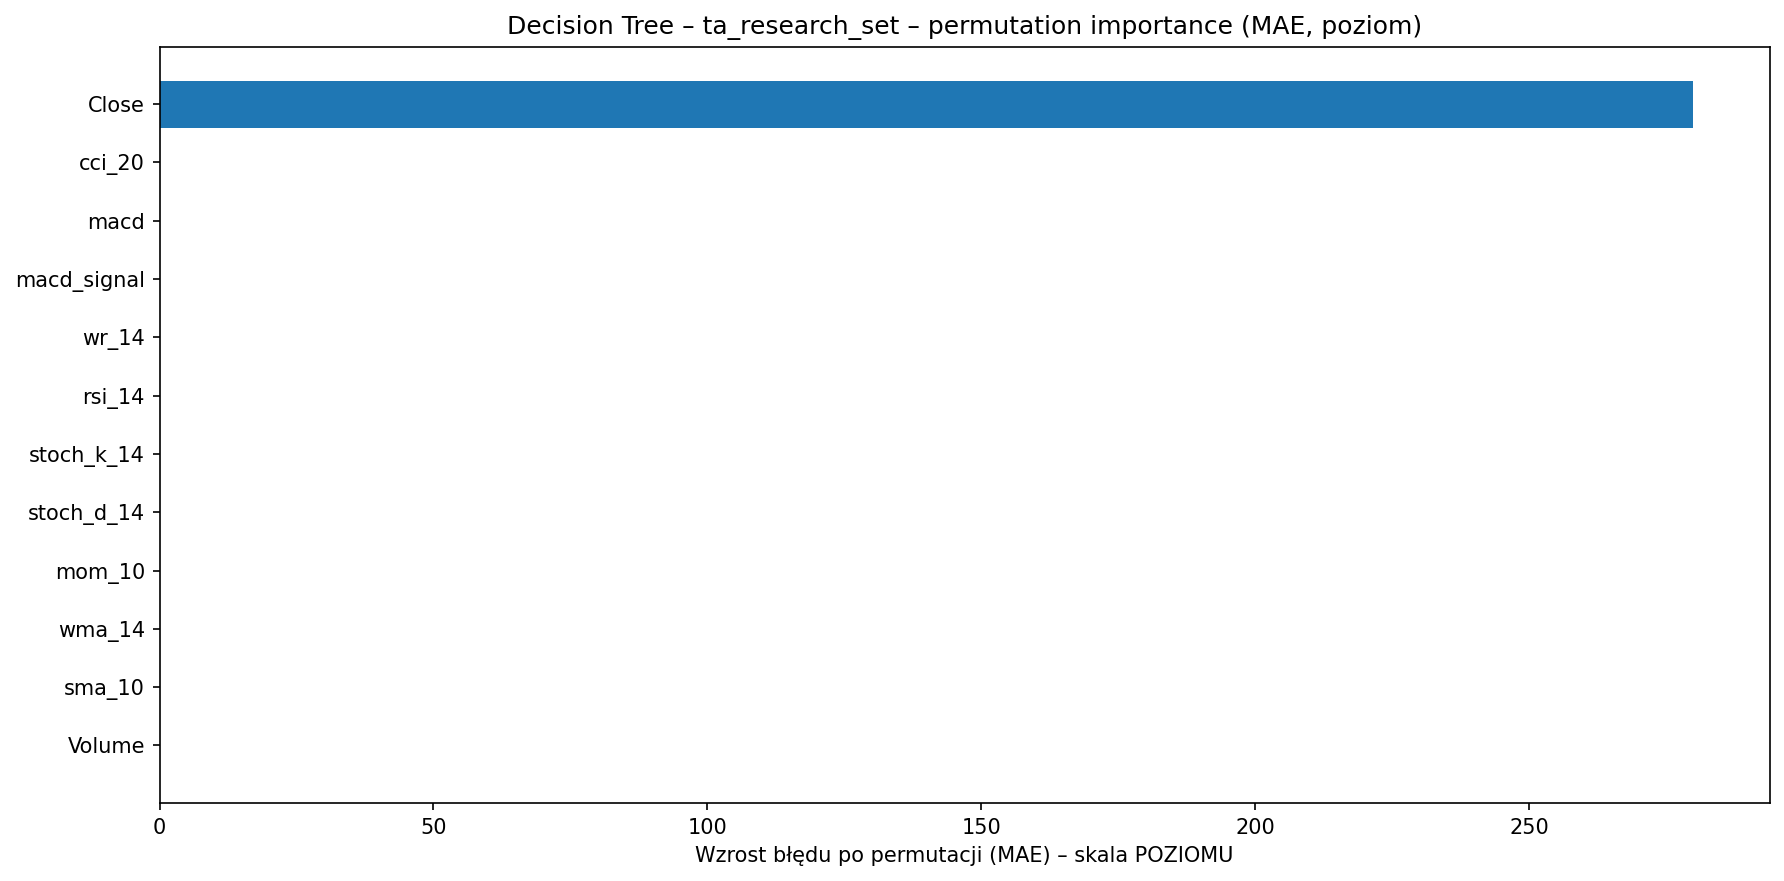 Decision Tree – ta_research_set – permutation importance (MAE, poziom)
Close
cci_20
macd
macd_signal
wr_14
rsi_14
stoch_k_14
stoch_d_14
mom_10
wma_14
sma_10
Volume
0 50 100 150 200 250
Wzrost błędu po permutacji (MAE) – skala POZIOMU